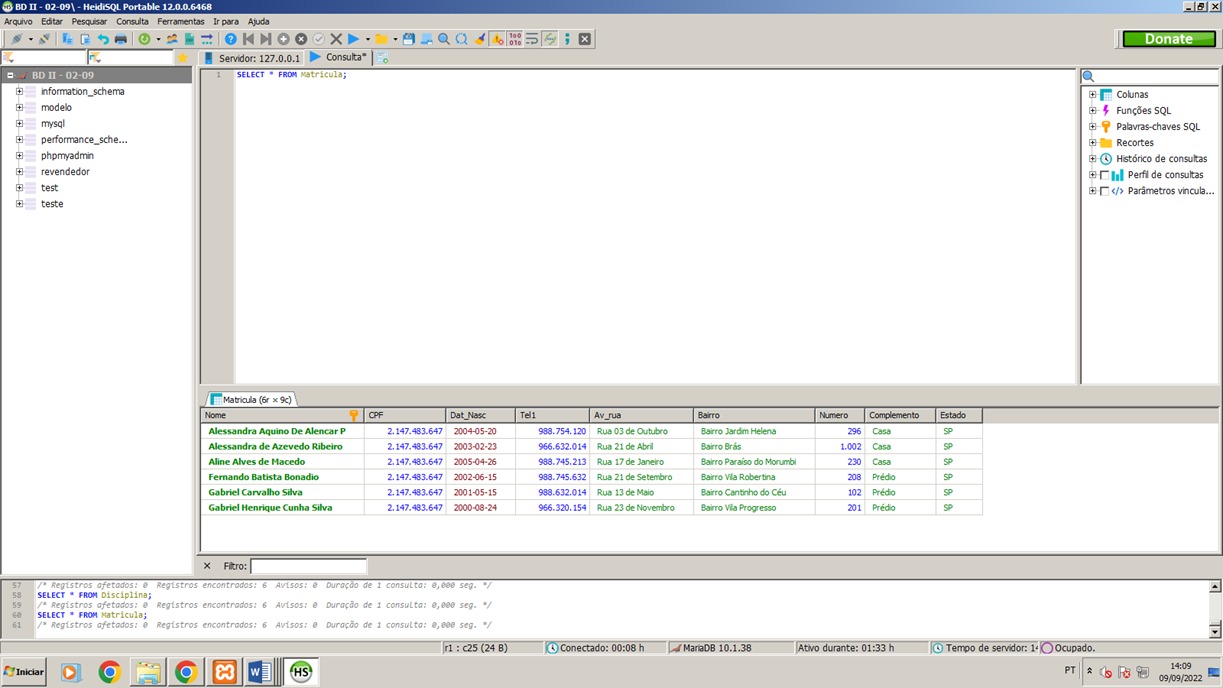 BD II - 02-09\ - HeidiSQL Portable 12.0.0.6468
Arquivo Editar Pesquisar Consulta Ferramentas Ir para Ajuda
Donate
Servidor: 127.0.0.1 Consulta*
BD II - 02-09
information_schema
modelo
mysql
performance_sche...
phpmyadmin
revendedor
test
teste
1 SELECT * FROM Matricula;
Colunas
Funções SQL
Palavras-chaves SQL
Recortes
Histórico de consultas
Perfil de consultas
Parâmetros vincula...
Matricula (6r × 9c)
Nome CPF Dat_Nasc Tel1 Av_rua Bairro Numero Complemento Estado
Alessandra Aquino De Alencar P 2.147.483.647 2004-05-20 988.754.120 Rua 03 de Outubro Bairro Jardim Helena 296 Casa SP
Alessandra de Azevedo Ribeiro 2.147.483.647 2003-02-23 966.632.014 Rua 21 de Abril Bairro Brás 1.002 Casa SP
Aline Alves de Macedo 2.147.483.647 2005-04-26 988.745.213 Rua 17 de Janeiro Bairro Paraíso do Morumbi 230 Casa SP
Fernando Batista Bonadio 2.147.483.647 2002-06-15 988.745.632 Rua 21 de Setembro Bairro Vila Robertina 208 Prédio SP
Gabriel Carvalho Silva 2.147.483.647 2001-05-15 988.632.014 Rua 13 de Maio Bairro Cantinho do Céu 102 Prédio SP
Gabriel Henrique Cunha Silva 2.147.483.647 2000-08-24 966.320.154 Rua 23 de Novembro Bairro Vila Progresso 201 Prédio SP
Filtro:
57 /* Registros afetados: 0 Registros encontrados: 6 Avisos: 0 Duração de 1 consulta: 0,000 seg. */
58 SELECT * FROM Disciplina;
59 /* Registros afetados: 0 Registros encontrados: 6 Avisos: 0 Duração de 1 consulta: 0,000 seg. */
60 SELECT * FROM Matricula;
61 /* Registros afetados: 0 Registros encontrados: 6 Avisos: 0 Duração de 1 consulta: 0,000 seg. */
r1 : c25 (24 B) Conectado: 00:08 h MariaDB 10.1.38 Ativo durante: 01:33 h Tempo de servidor: 14 Ocupado.
Iniciar
HS
PT
14:09
09/09/2022